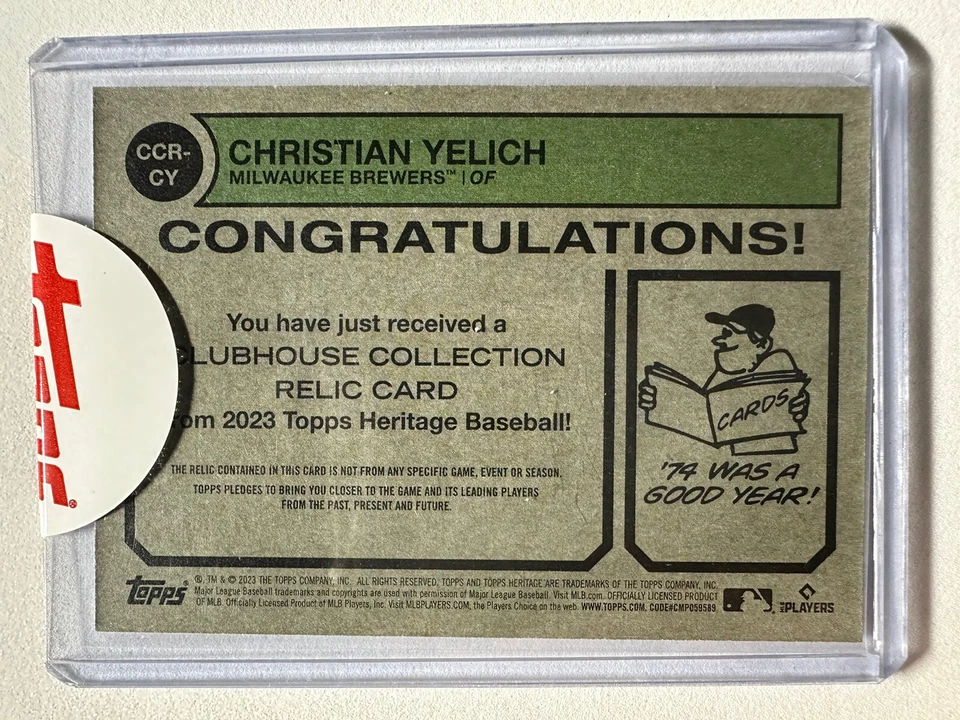 CCR-
CY
CHRISTIAN YELICH
MILWAUKEE BREWERS™ | OF
CONGRATULATIONS!
You have just received a
CLUBHOUSE COLLECTION
RELIC CARD
from 2023 Topps Heritage Baseball!
THE RELIC CONTAINED IN THIS CARD IS NOT FROM ANY SPECIFIC GAME, EVENT OR SEASON.
TOPPS PLEDGES TO BRING YOU CLOSER TO THE GAME AND ITS LEADING PLAYERS
FROM THE PAST, PRESENT AND FUTURE.
CARDS
'74 WAS A
GOOD YEAR!
Topps®
®, TM & © 2023 THE TOPPS COMPANY, INC. ALL RIGHTS RESERVED. TOPPS AND TOPPS HERITAGE ARE TRADEMARKS OF THE TOPPS COMPANY, INC.
Major League Baseball trademarks and copyrights are used with permission of Major League Baseball. Visit MLB.com. OFFICIALLY LICENSED PRODUCT
OF MLB. Officially Licensed Product of MLB Players, Inc. Visit MLBPLAYERS.COM, the Players Choice on the web. WWW.TOPPS.COM. CODE#CMP059589
MLB PLAYERS